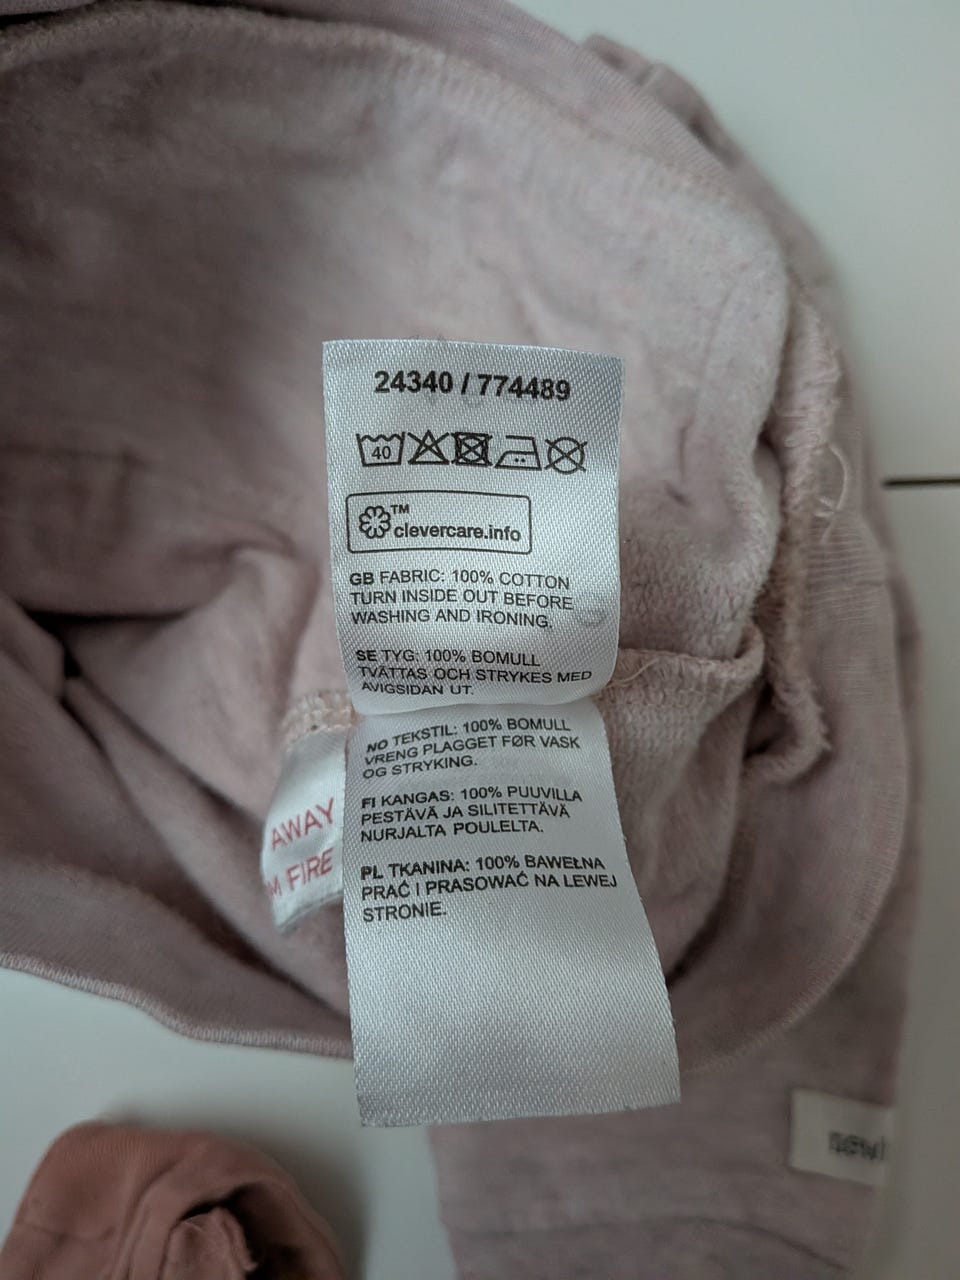 24340 / 774489
40
TM
clevercare.info
GB FABRIC: 100% COTTON
TURN INSIDE OUT BEFORE
WASHING AND IRONING.
SE TYG: 100% BOMULL
TVÄTTAS OCH STRYKES MED
AVIGSIDAN UT.
NO TEKSTIL: 100% BOMULL
VRENG PLAGGET FØR VASK
OG STRYKING.
FI KANGAS: 100% PUUVILLA
PESTÄVÄ JA SILITETTÄVÄ
NURJALTA POULELTA.
PL TKANINA: 100% BAWEŁNA
PRAĆ I PRASOWAĆ NA LEWEJ
STRONIE.
AWAY
FIRE